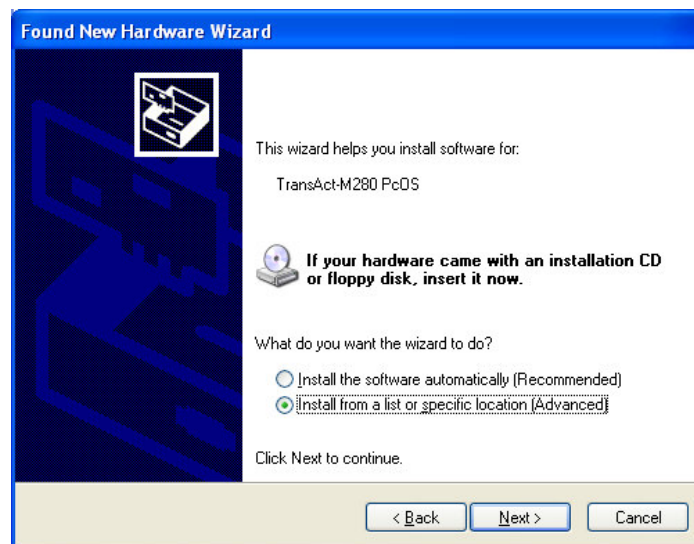 Found New Hardware Wizard
This wizard helps you install software for:
TransAct-M280 PcOS
If your hardware came with an installation CD
or floppy disk, insert it now.
What do you want the wizard to do?
Install the software automatically (Recommended)
Install from a list or specific location (Advanced)
Click Next to continue.
< Back Next > Cancel